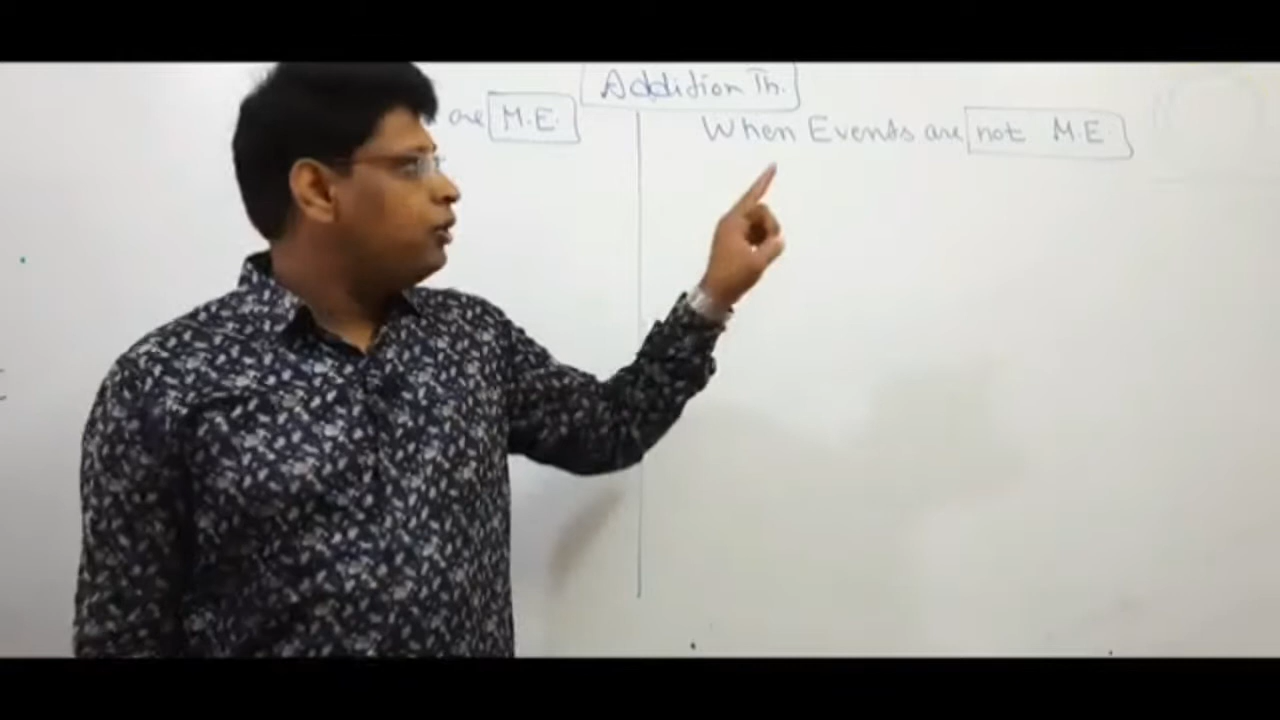 Addition Th.
are M.E.
When Events are not M.E.